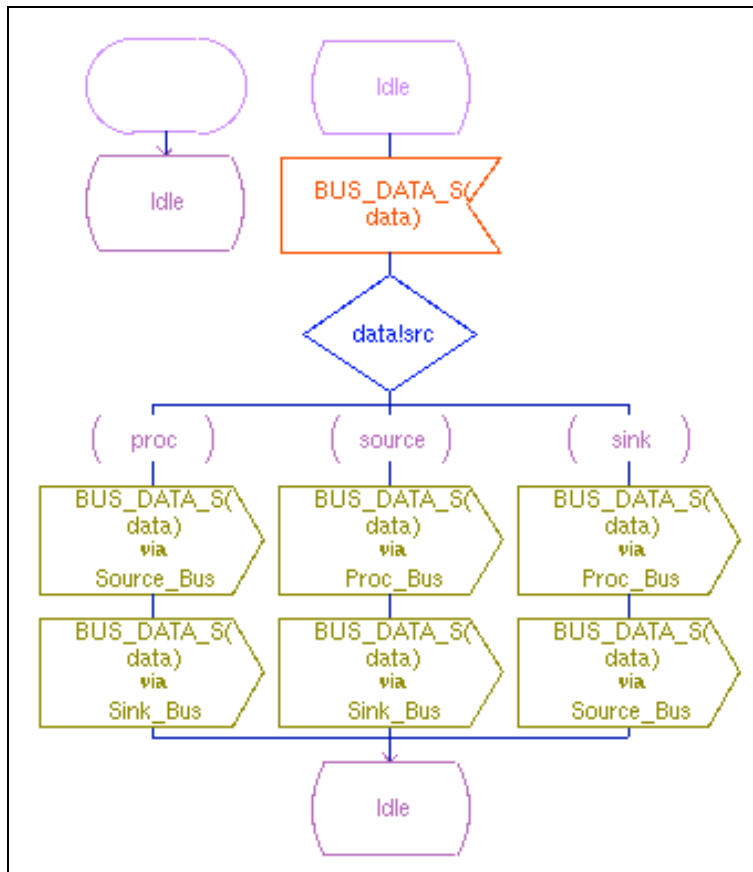 Idle
Idle
BUS_DATA_S(
data)
data!src
( proc )
( source )
( sink )
BUS_DATA_S(
data)
via
Source_Bus
BUS_DATA_S(
data)
via
Proc_Bus
BUS_DATA_S(
data)
via
Proc_Bus
BUS_DATA_S(
data)
via
Sink_Bus
BUS_DATA_S(
data)
via
Sink_Bus
BUS_DATA_S(
data)
via
Source_Bus
Idle